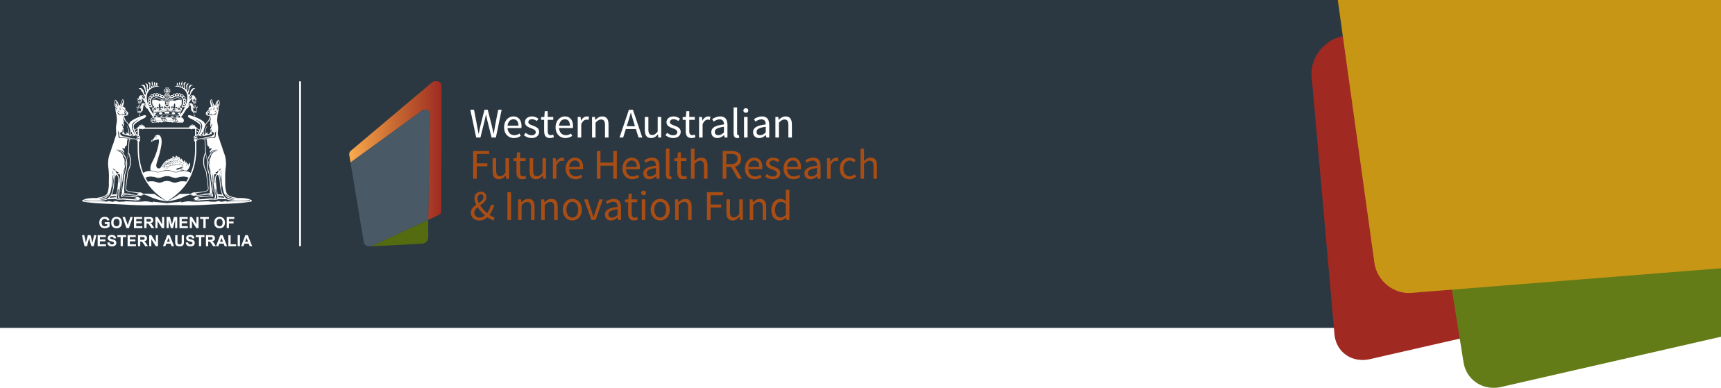 GOVERNMENT OF
WESTERN AUSTRALIA
Western Australian
Future Health Research
& Innovation Fund